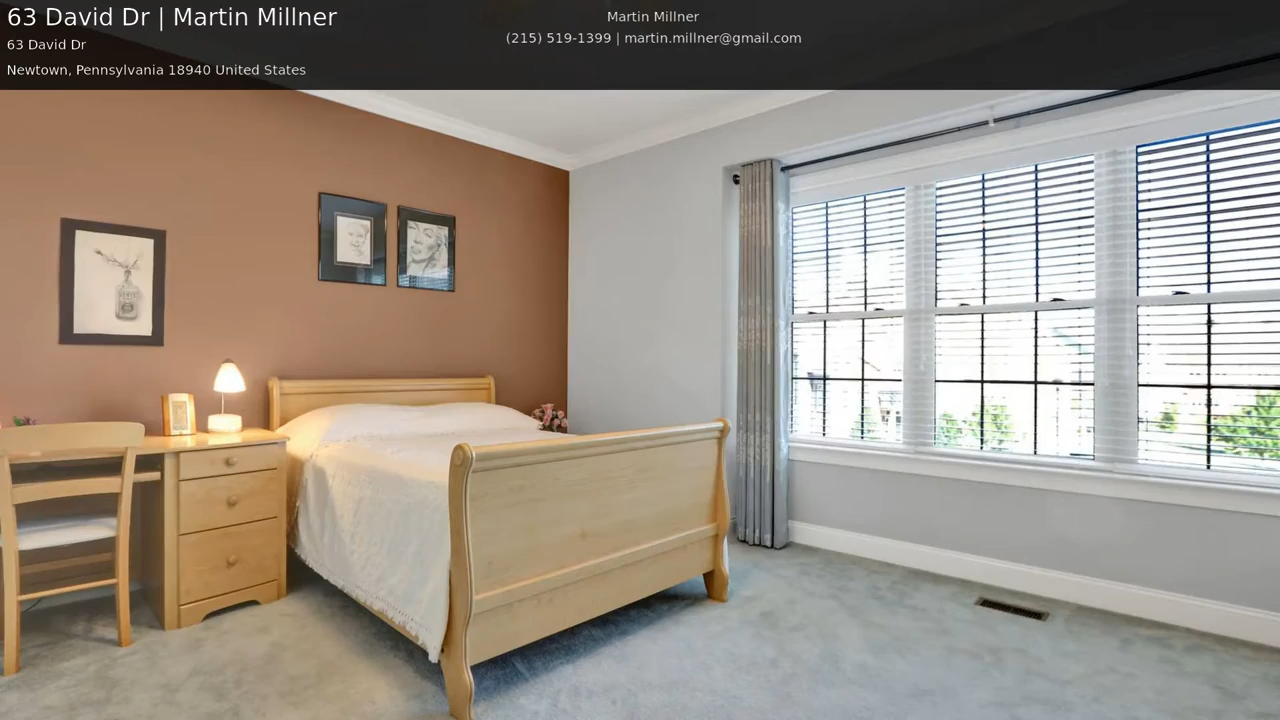 63 David Dr | Martin Millner
63 David Dr
Newtown, Pennsylvania 18940 United States
Martin Millner
(215) 519-1399 | martin.millner@gmail.com